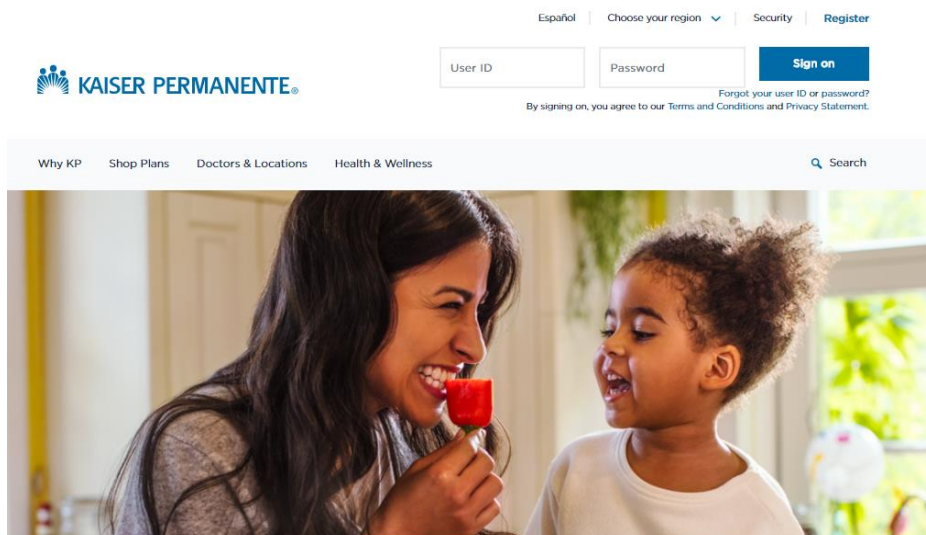 Español Choose your region Security Register
KAISER PERMANENTE®
User ID Password Sign on
Forgot your user ID or password?
By signing on, you agree to our Terms and Conditions and Privacy Statement.
Why KP Shop Plans Doctors & Locations Health & Wellness Search